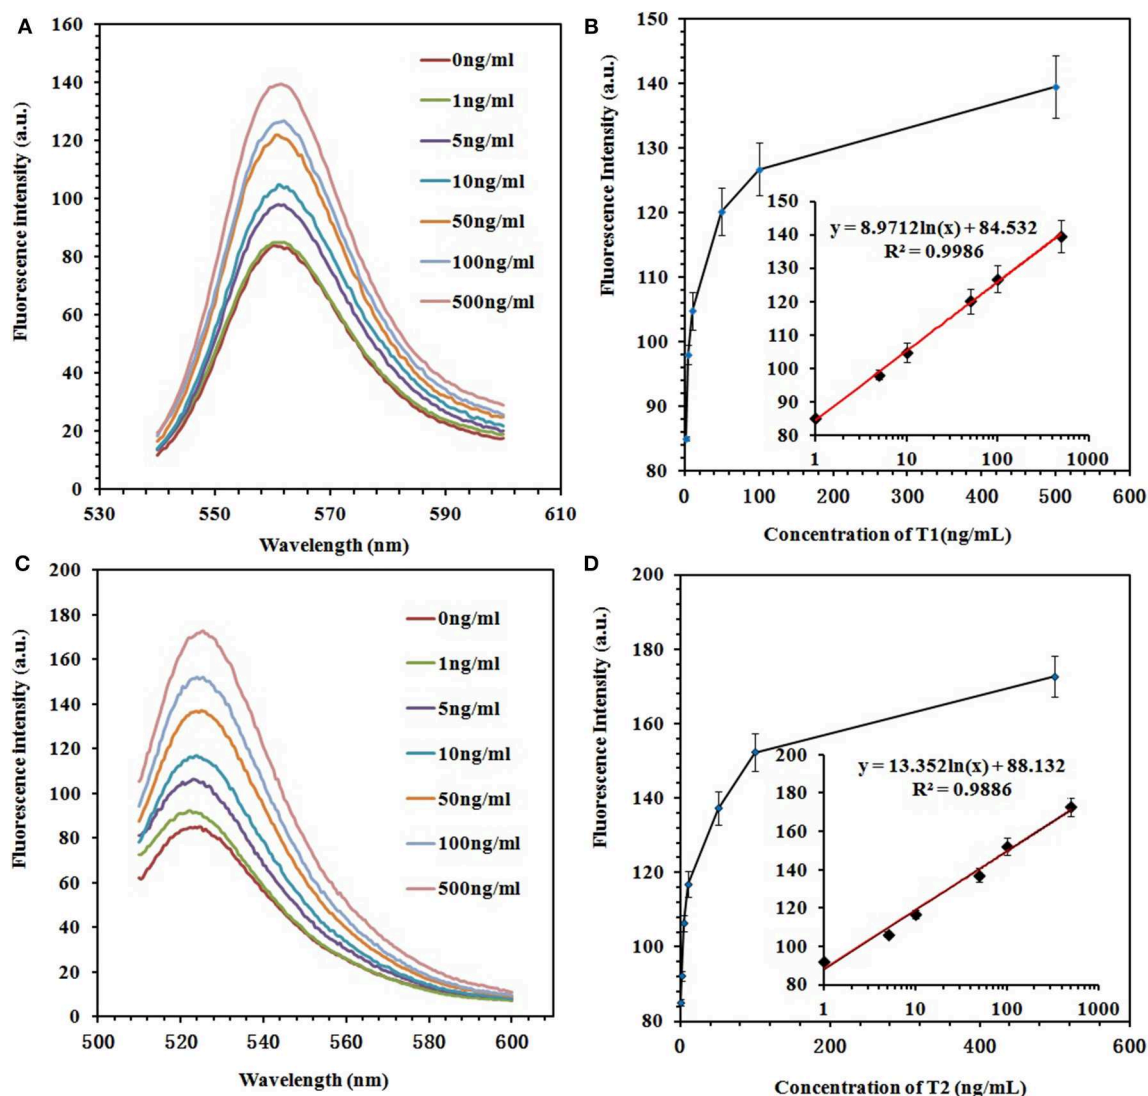 A
160
140
120
100
80
60
40
20
0
Fluorescence intensity (a.u.)
530 550 570 590 610
Wavelength (nm)
0ng/ml
1ng/ml
5ng/ml
10ng/ml
50ng/ml
100ng/ml
500ng/ml
B
150
140
130
120
110
100
90
80
Fluorescence Intensity (a.u.)
0 100 200 300 400 500 600
Concentration of T1(ng/mL)
150
140
130
120
110
100
90
80
y = 8.9712ln(x) + 84.532
R² = 0.9986
1 10 100 1000
C
200
180
160
140
120
100
80
60
40
20
0
Fluorescence intensity (a.u.)
500 520 540 560 580 600
Wavelength (nm)
0ng/ml
1ng/ml
5ng/ml
10ng/ml
50ng/ml
100ng/ml
500ng/ml
D
200
180
160
140
120
100
80
Fluorescence Intensity (a.u.)
0 200 400 600
Concentration of T2 (ng/mL)
200
180
160
140
120
100
80
y = 13.352ln(x) + 88.132
R² = 0.9886
1 10 100 1000